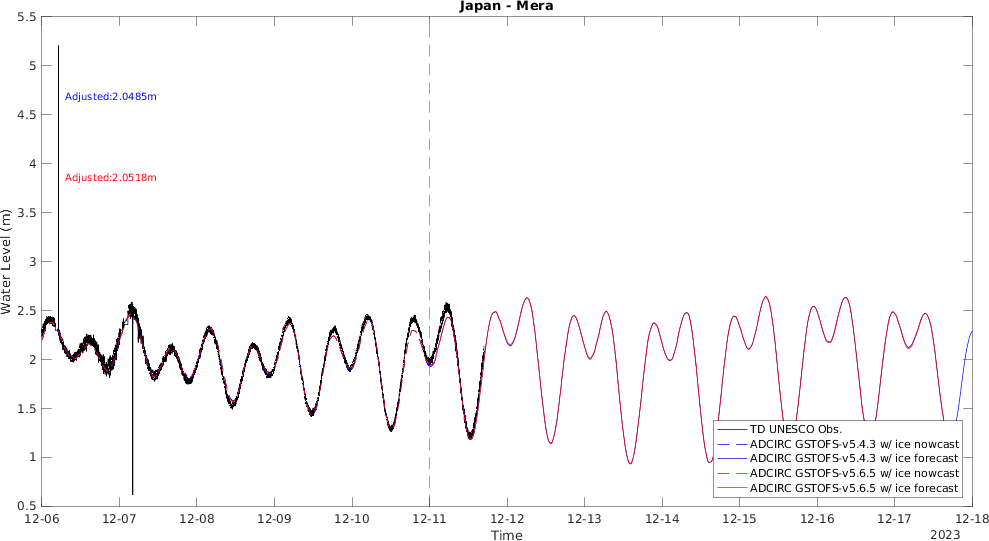 Japan - Mera
5.5
5
4.5
4
3.5
3
2.5
2
1.5
1
0.5
Water Level (m)
Adjusted:2.0485m
Adjusted:2.0518m
TD UNESCO Obs.
ADCIRC GSTOFS-v5.4.3 w/ ice nowcast
ADCIRC GSTOFS-v5.4.3 w/ ice forecast
ADCIRC GSTOFS-v5.6.5 w/ ice nowcast
ADCIRC GSTOFS-v5.6.5 w/ ice forecast
12-06 12-07 12-08 12-09 12-10 12-11 12-12 12-13 12-14 12-15 12-16 12-17 12-18
Time
2023